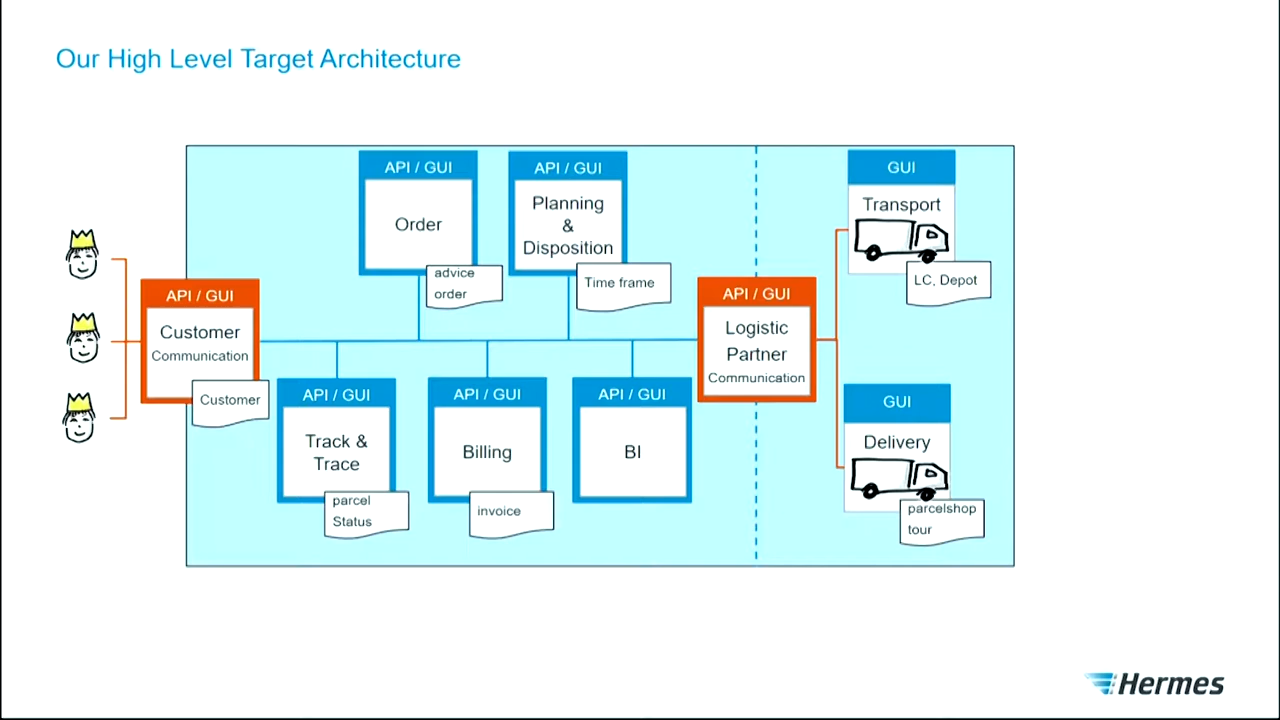 Our High Level Target Architecture
API / GUI
Order
advice
order
API / GUI
Planning
&
Disposition
Time frame
GUI
Transport
LC, Depot
API / GUI
Customer
Communication
Customer
API / GUI
Logistic
Partner
Communication
API / GUI
Track &
Trace
parcel
Status
API / GUI
Billing
invoice
API / GUI
BI
GUI
Delivery
parcelshop
tour
Hermes